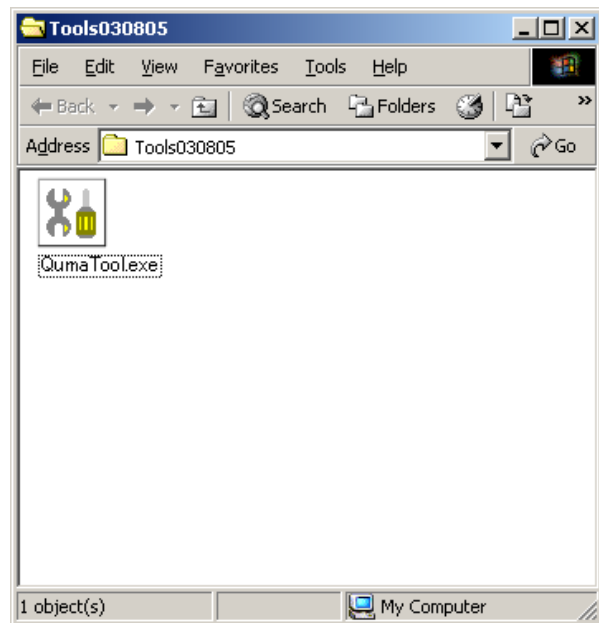 Tools030805
File Edit View Favorites Tools Help
Back Search Folders »
Address Tools030805 Go
QumaTool.exe
1 object(s) My Computer